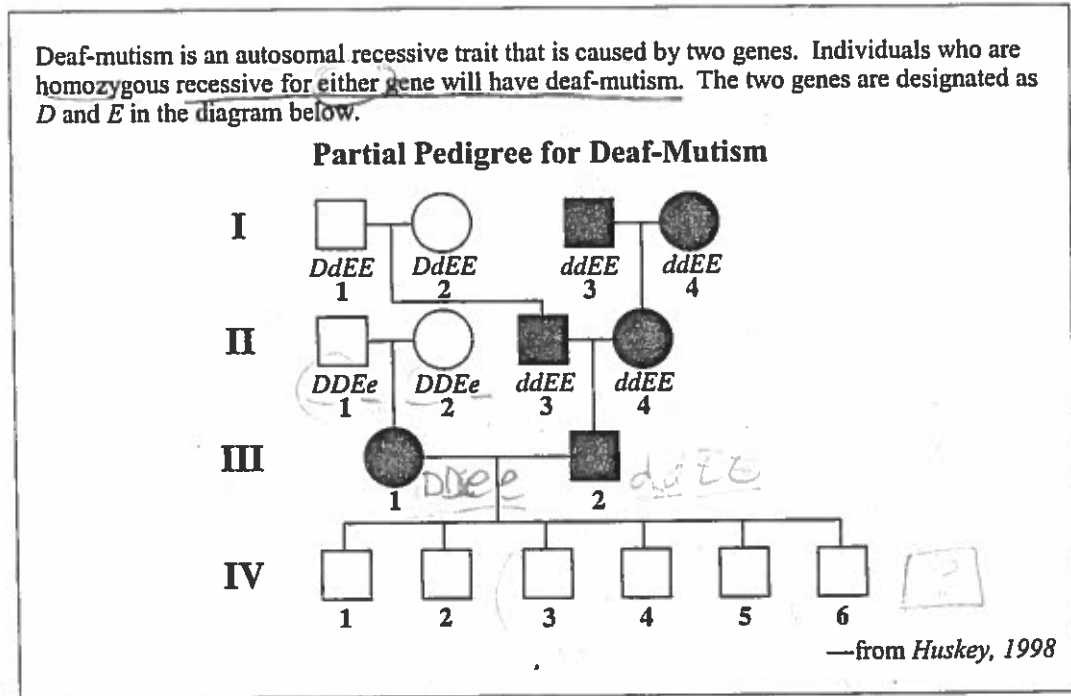 Deaf-mutism is an autosomal recessive trait that is caused by two genes. Individuals who are
homozygous recessive for either gene will have deaf-mutism. The two genes are designated as
D and E in the diagram below.
Partial Pedigree for Deaf-Mutism
I
DdEE DdEE ddEE ddEE
1 2 3 4
II
DDEe DDEe ddEE ddEE
1 2 3 4
III
1 DDee 2 ddEE
IV
?
1 2 3 4 5 6
—from Huskey, 1998